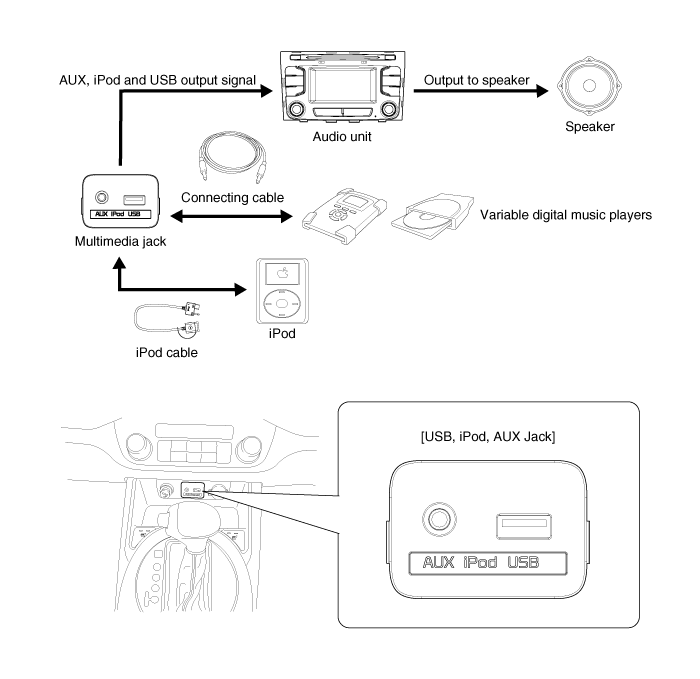 AUX, iPod and USB output signal
Output to speaker
Audio unit
Speaker
Connecting cable
AUX iPod USB
Variable digital music players
Multimedia jack
iPod
iPod cable
[USB, iPod, AUX Jack]
AUX iPod USB